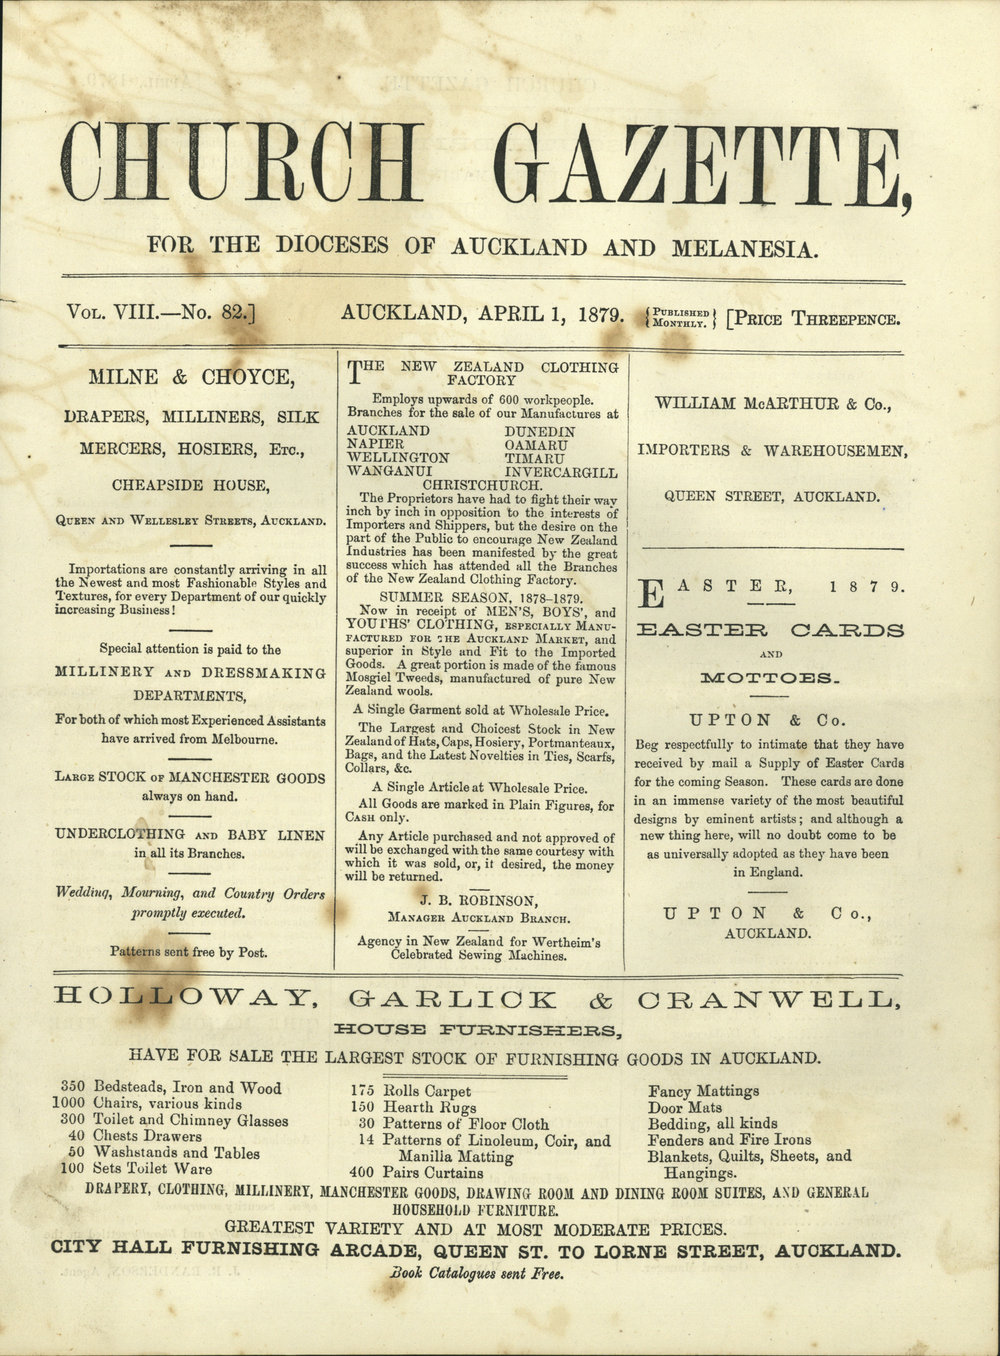 CHURCH GAZETTE,
FOR THE DIOCESES OF AUCKLAND AND MELANESIA.
VOL. VIII.—No. 82.] AUCKLAND, APRIL 1, 1879. {PUBLISHED MONTHLY.} [PRICE THREEPENCE.
MILNE & CHOYCE,
DRAPERS, MILLINERS, SILK
MERCERS, HOSIERS, ETC.,
CHEAPSIDE HOUSE,
QUEEN AND WELLESLEY STREETS, AUCKLAND.
Importations are constantly arriving in all
the Newest and most Fashionable Styles and
Textures, for every Department of our quickly
increasing Business!
Special attention is paid to the
MILLINERY AND DRESSMAKING
DEPARTMENTS,
For both of which most Experienced Assistants
have arrived from Melbourne.
LARGE STOCK OF MANCHESTER GOODS
always on hand.
UNDERCLOTHING AND BABY LINEN
in all its Branches.
Wedding, Mourning, and Country Orders
promptly executed.
Patterns sent free by Post.
THE NEW ZEALAND CLOTHING
FACTORY
Employs upwards of 600 workpeople.
Branches for the sale of our Manufactures at
AUCKLAND DUNEDIN
NAPIER OAMARU
WELLINGTON TIMARU
WANGANUI INVERCARGILL
CHRISTCHURCH.
The Proprietors have had to fight their way
inch by inch in opposition to the interests of
Importers and Shippers, but the desire on the
part of the Public to encourage New Zealand
Industries has been manifested by the great
success which has attended all the Branches
of the New Zealand Clothing Factory.
SUMMER SEASON, 1878-1879.
Now in receipt of MEN'S, BOYS', and
YOUTHS' CLOTHING, ESPECIALLY MANU-
FACTURED FOR THE AUCKLAND MARKET, and
superior in Style and Fit to the Imported
Goods. A great portion is made of the famous
Mosgiel Tweeds, manufactured of pure New
Zealand wools.
A Single Garment sold at Wholesale Price.
The Largest and Choicest Stock in New
Zealand of Hats, Caps, Hosiery, Portmanteaux,
Bags, and the Latest Novelties in Ties, Scarfs,
Collars, &c.
A Single Article at Wholesale Price.
All Goods are marked in Plain Figures, for
CASH only.
Any Article purchased and not approved of
will be exchanged with the same courtesy with
which it was sold, or, if desired, the money
will be returned.
J. B. ROBINSON,
MANAGER AUCKLAND BRANCH.
Agency in New Zealand for Wertheim's
Celebrated Sewing Machines.
WILLIAM McARTHUR & Co.,
IMPORTERS & WAREHOUSEMEN,
QUEEN STREET, AUCKLAND.
EASTER, 1879.
EASTER CARDS
AND
MOTTOES.
UPTON & Co.
Beg respectfully to intimate that they have
received by mail a Supply of Easter Cards
for the coming Season. These cards are done
in an immense variety of the most beautiful
designs by eminent artists; and although a
new thing here, will no doubt come to be
as universally adopted as they have been
in England.
UPTON & Co.,
AUCKLAND.
HOLLOWAY, GARLICK & CRANWELL,
HOUSE FURNISHERS,
HAVE FOR SALE THE LARGEST STOCK OF FURNISHING GOODS IN AUCKLAND.
350 Bedsteads, Iron and Wood
1000 Chairs, various kinds
300 Toilet and Chimney Glasses
40 Chests Drawers
50 Washstands and Tables
100 Sets Toilet Ware
175 Rolls Carpet
150 Hearth Rugs
30 Patterns of Floor Cloth
14 Patterns of Linoleum, Coir, and
Manilia Matting
400 Pairs Curtains
Fancy Mattings
Door Mats
Bedding, all kinds
Fenders and Fire Irons
Blankets, Quilts, Sheets, and
Hangings.
DRAPERY, CLOTHING, MILLINERY, MANCHESTER GOODS, DRAWING ROOM AND DINING ROOM SUITES, AND GENERAL
HOUSEHOLD FURNITURE.
GREATEST VARIETY AND AT MOST MODERATE PRICES.
CITY HALL FURNISHING ARCADE, QUEEN ST. TO LORNE STREET, AUCKLAND.
Book Catalogues sent Free.